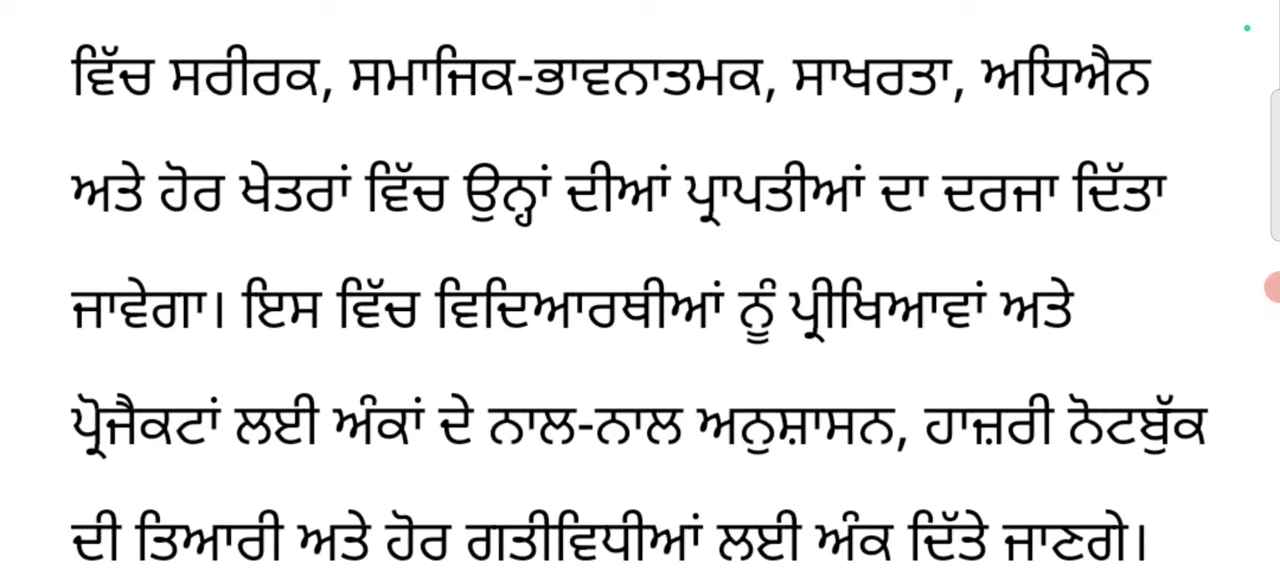 ਵਿੱਚ ਸਰੀਰਕ, ਸਮਾਜਿਕ-ਭਾਵਨਾਤਮਕ, ਸਾਖਰਤਾ, ਅਧਿਐਨ
ਅਤੇ ਹੋਰ ਖੇਤਰਾਂ ਵਿੱਚ ਉਨ੍ਹਾਂ ਦੀਆਂ ਪ੍ਰਾਪਤੀਆਂ ਦਾ ਦਰਜਾ ਦਿੱਤਾ
ਜਾਵੇਗਾ। ਇਸ ਵਿੱਚ ਵਿਦਿਆਰਥੀਆਂ ਨੂੰ ਪ੍ਰੀਖਿਆਵਾਂ ਅਤੇ
ਪ੍ਰੋਜੈਕਟਾਂ ਲਈ ਅੰਕਾਂ ਦੇ ਨਾਲ-ਨਾਲ ਅਨੁਸ਼ਾਸਨ, ਹਾਜ਼ਰੀ ਨੋਟਬੁੱਕ
ਦੀ ਤਿਆਰੀ ਅਤੇ ਹੋਰ ਗਤੀਵਿਧੀਆਂ ਲਈ ਅੰਕ ਦਿੱਤੇ ਜਾਣਗੇ।